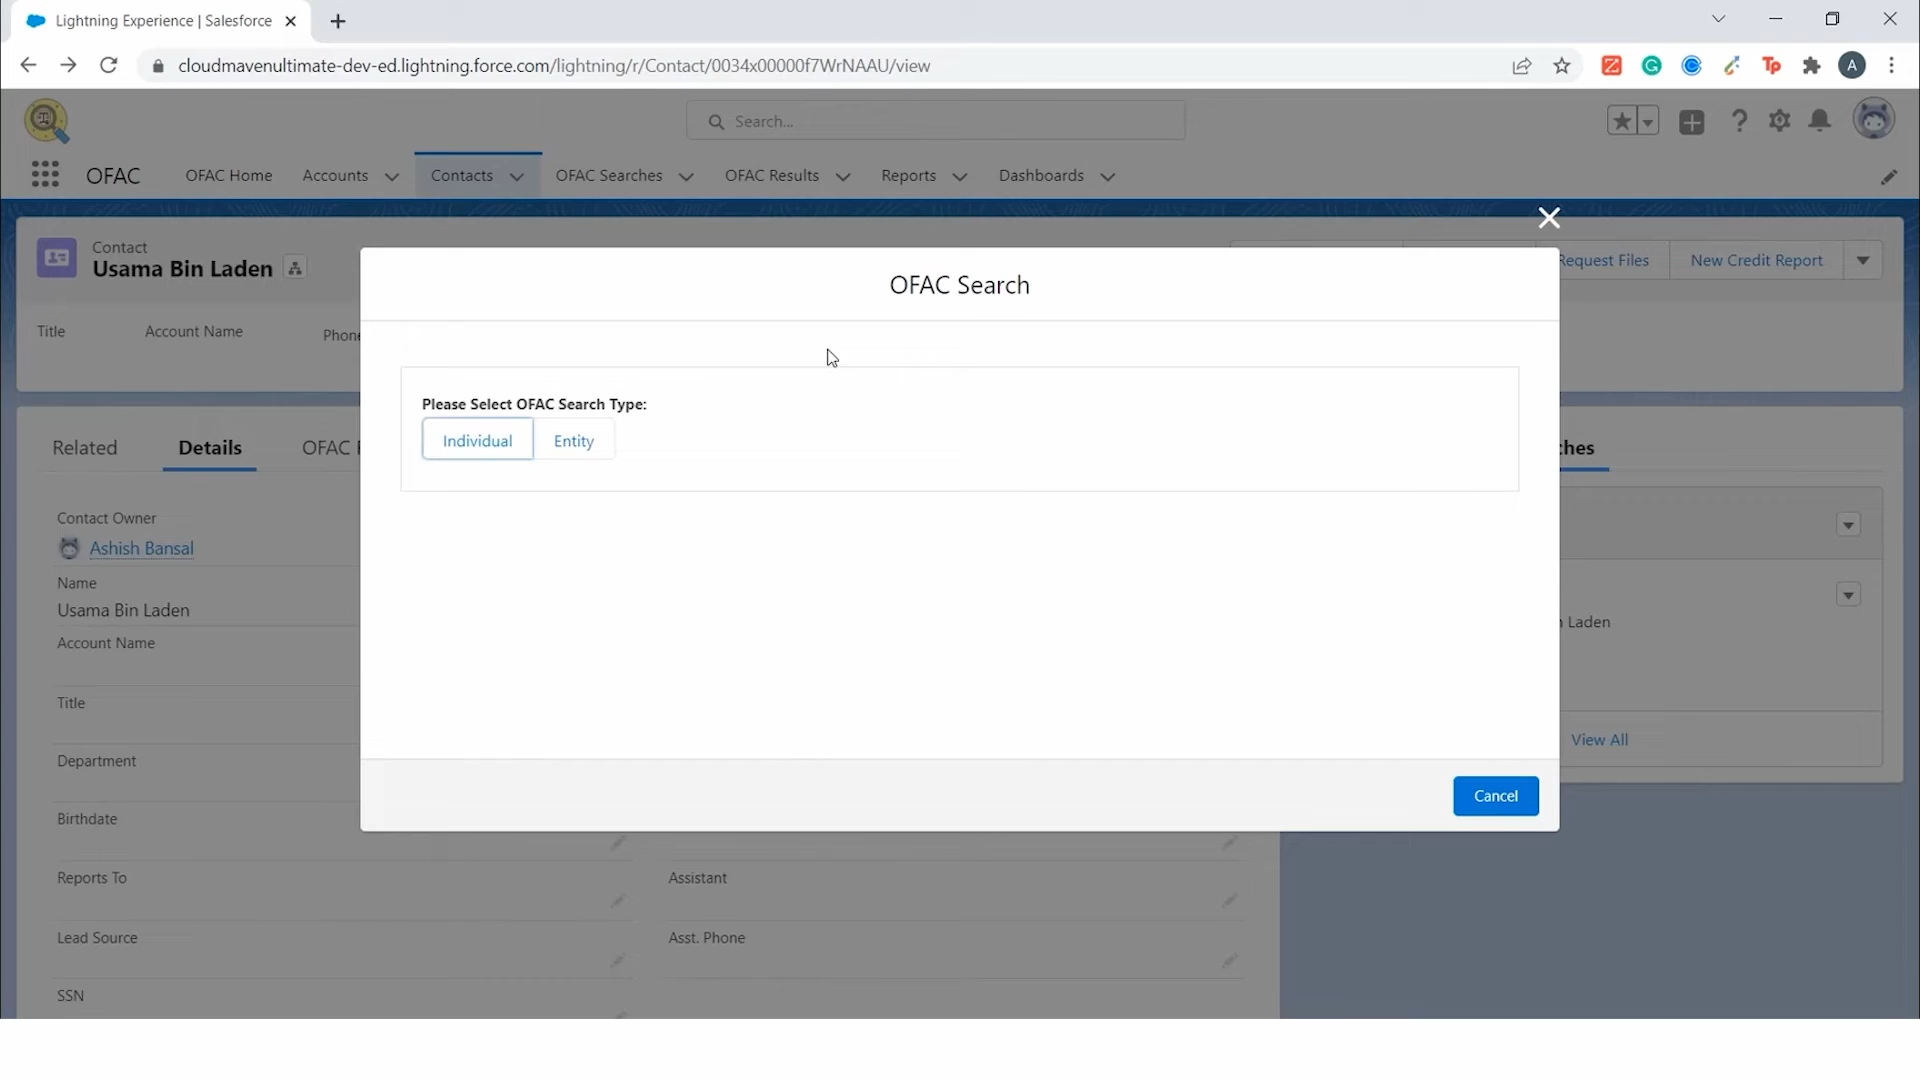 Lightning Experience | Salesforce
cloudmavenultimate-dev-ed.lightning.force.com/lightning/r/Contact/0034x00000f7WrNAAU/view
A
Search...
OFAC
OFAC Home
Accounts
Contacts
OFAC Searches
OFAC Results
Reports
Dashboards
Contact
Usama Bin Laden
Request Files
New Credit Report
Title
Account Name
Phone
OFAC Search
Please Select OFAC Search Type:
Individual
Entity
Cancel
Related
Details
OFAC
Contact Owner
Ashish Bansal
Name
Usama Bin Laden
Account Name
Title
Department
Birthdate
Reports To
Assistant
Lead Source
Asst. Phone
SSN
Laden
View All